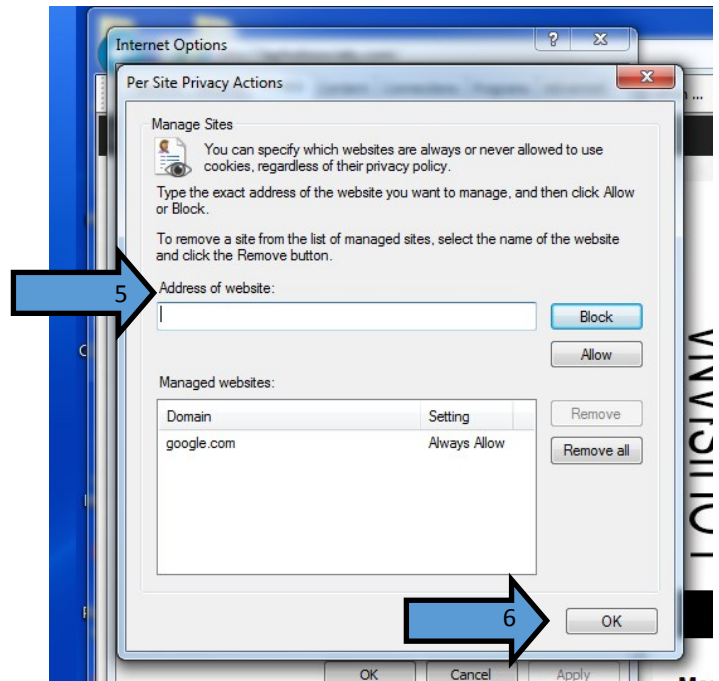 Internet Options
Per Site Privacy Actions
Manage Sites
You can specify which websites are always or never allowed to use
cookies, regardless of their privacy policy.
Type the exact address of the website you want to manage, and then click Allow
or Block.
To remove a site from the list of managed sites, select the name of the website
and click the Remove button.
5
Address of website:
Block
Allow
Managed websites:
Domain Setting
Remove
google.com Always Allow
Remove all
6
OK
OK Cancel Apply